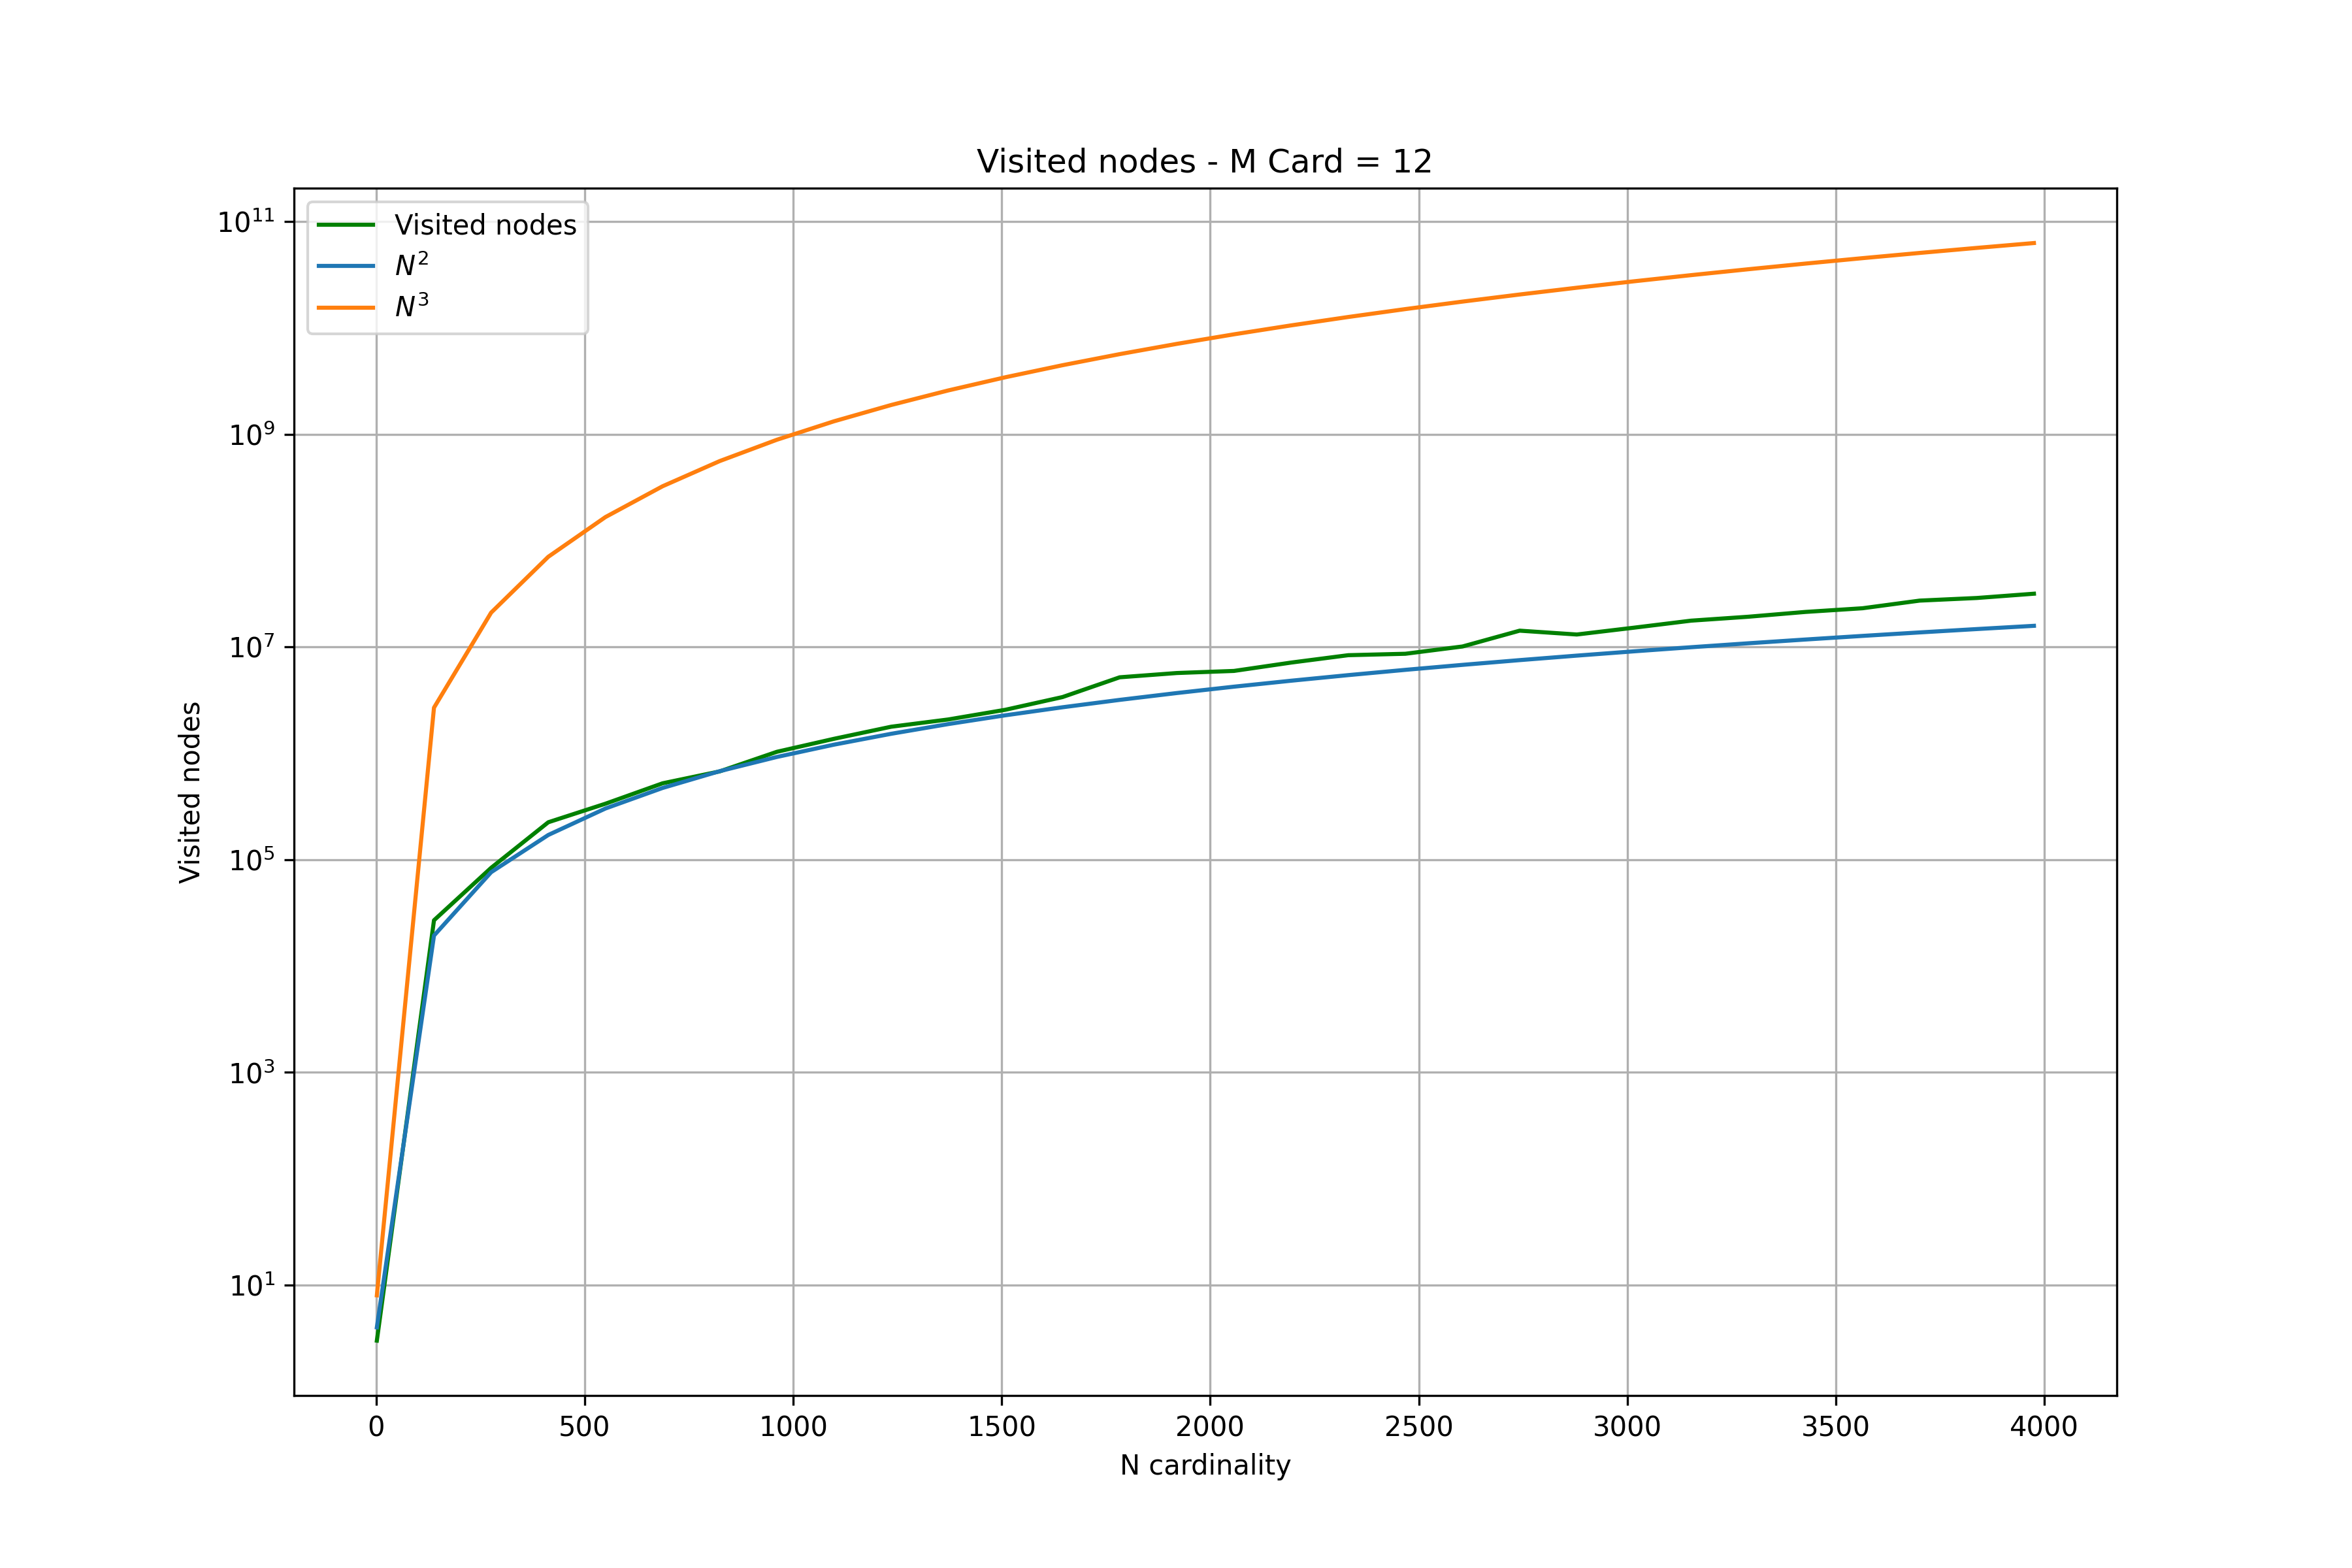 Visited nodes - M Card = 12
Visited nodes
N²
N³
10¹¹
10⁹
10⁷
10⁵
10³
10¹
Visited nodes
0 500 1000 1500 2000 2500 3000 3500 4000
N cardinality